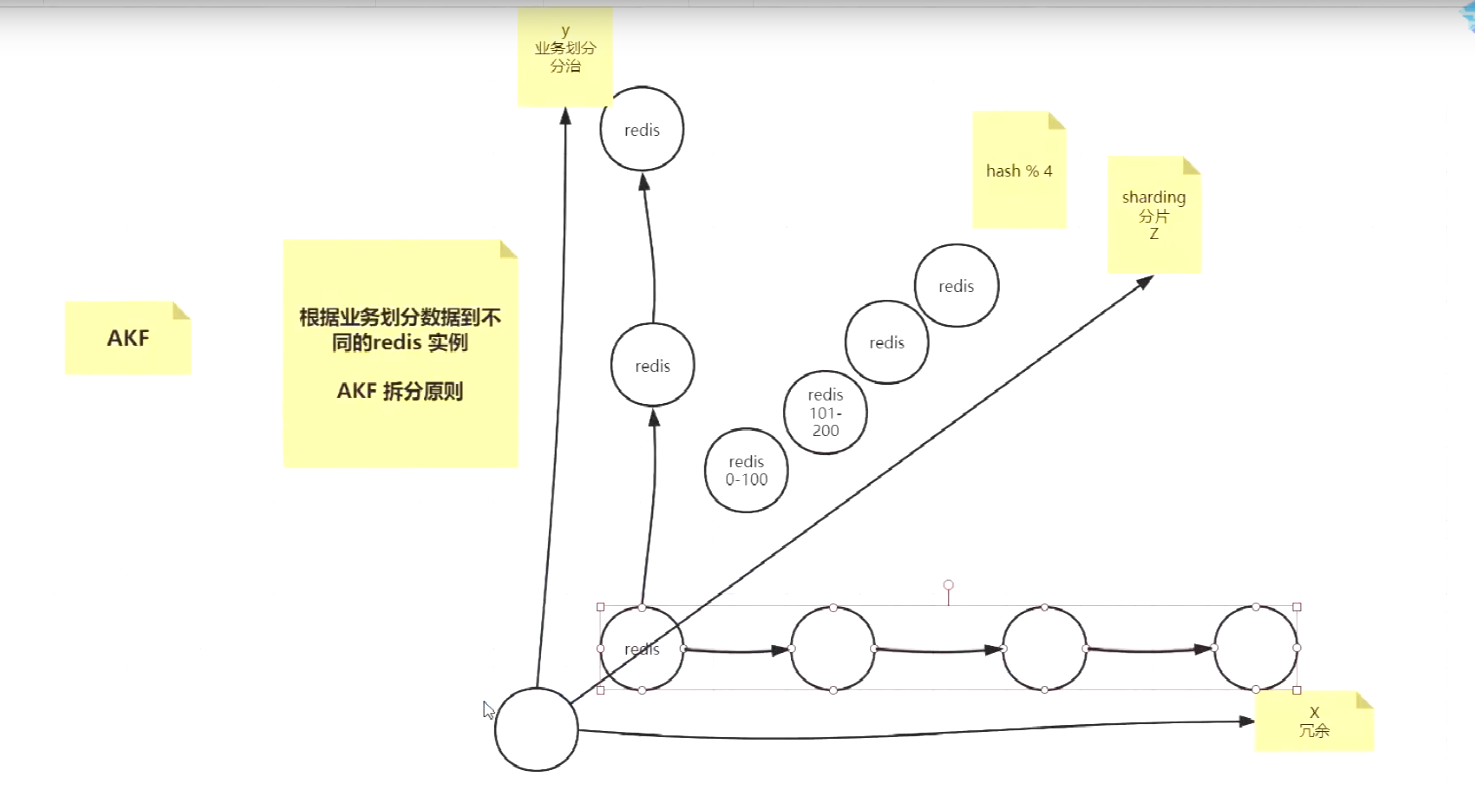 y
业务划分
分治
redis
hash % 4
sharding
分片
Z
根据业务划分数据到不
同的redis 实例
AKF 拆分原则
AKF
redis
redis
redis
redis
101-
200
redis
0-100
redis
X
冗余